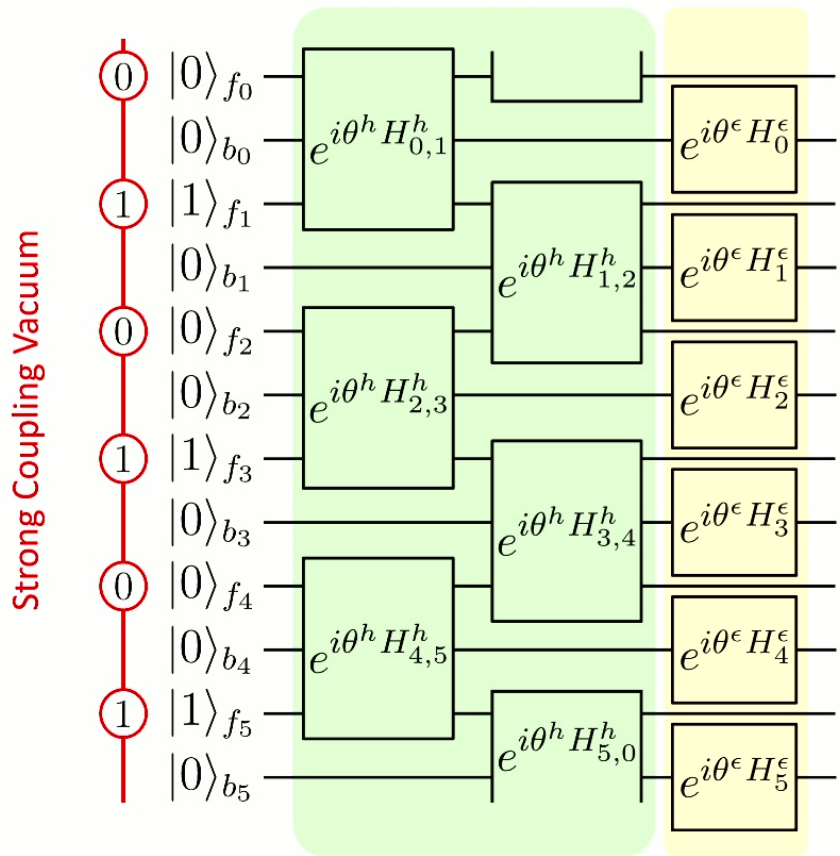 Strong Coupling Vacuum
0 |0⟩f₀
|0⟩b₀ e^{iθ^h H^h_{0,1}} e^{iθ^ϵ H^ϵ_0}
1 |1⟩f₁
|0⟩b₁ e^{iθ^h H^h_{1,2}} e^{iθ^ϵ H^ϵ_1}
0 |0⟩f₂
|0⟩b₂ e^{iθ^h H^h_{2,3}} e^{iθ^ϵ H^ϵ_2}
1 |1⟩f₃
|0⟩b₃ e^{iθ^h H^h_{3,4}} e^{iθ^ϵ H^ϵ_3}
0 |0⟩f₄
|0⟩b₄ e^{iθ^h H^h_{4,5}} e^{iθ^ϵ H^ϵ_4}
1 |1⟩f₅
|0⟩b₅ e^{iθ^h H^h_{5,0}} e^{iθ^ϵ H^ϵ_5}